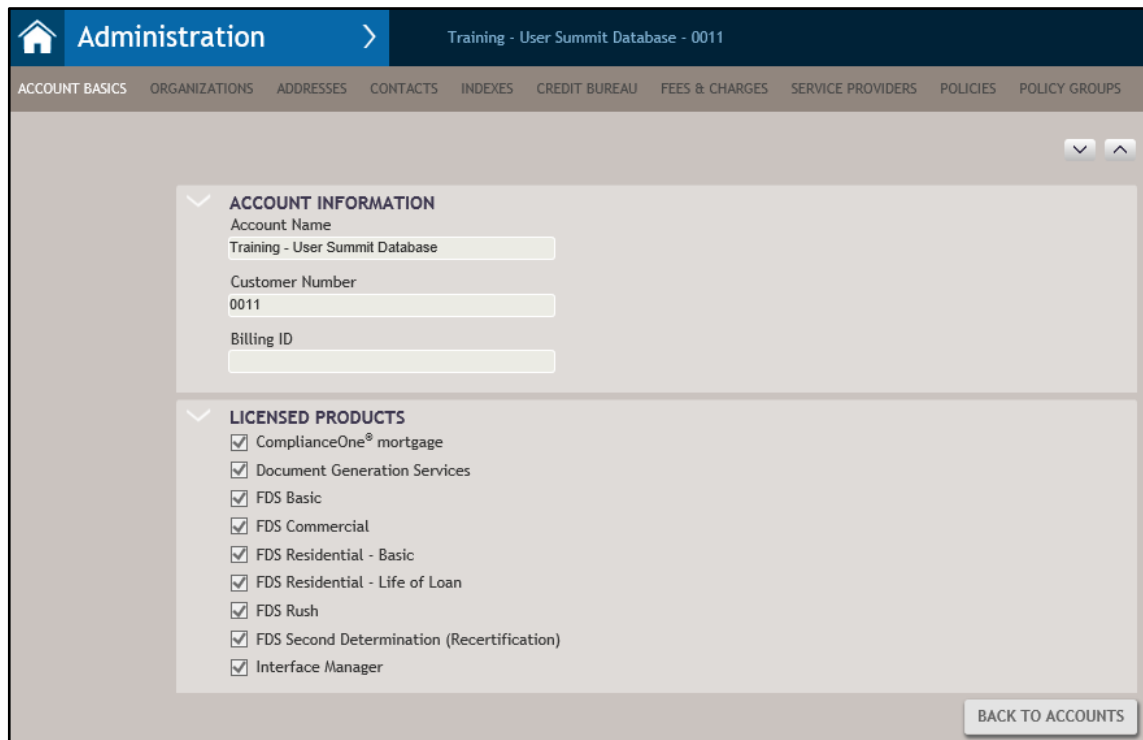 Administration
Training - User Summit Database - 0011
ACCOUNT BASICS ORGANIZATIONS ADDRESSES CONTACTS INDEXES CREDIT BUREAU FEES & CHARGES SERVICE PROVIDERS POLICIES POLICY GROUPS
ACCOUNT INFORMATION
Account Name
Training - User Summit Database
Customer Number
0011
Billing ID
LICENSED PRODUCTS
ComplianceOne® mortgage
Document Generation Services
FDS Basic
FDS Commercial
FDS Residential - Basic
FDS Residential - Life of Loan
FDS Rush
FDS Second Determination (Recertification)
Interface Manager
BACK TO ACCOUNTS